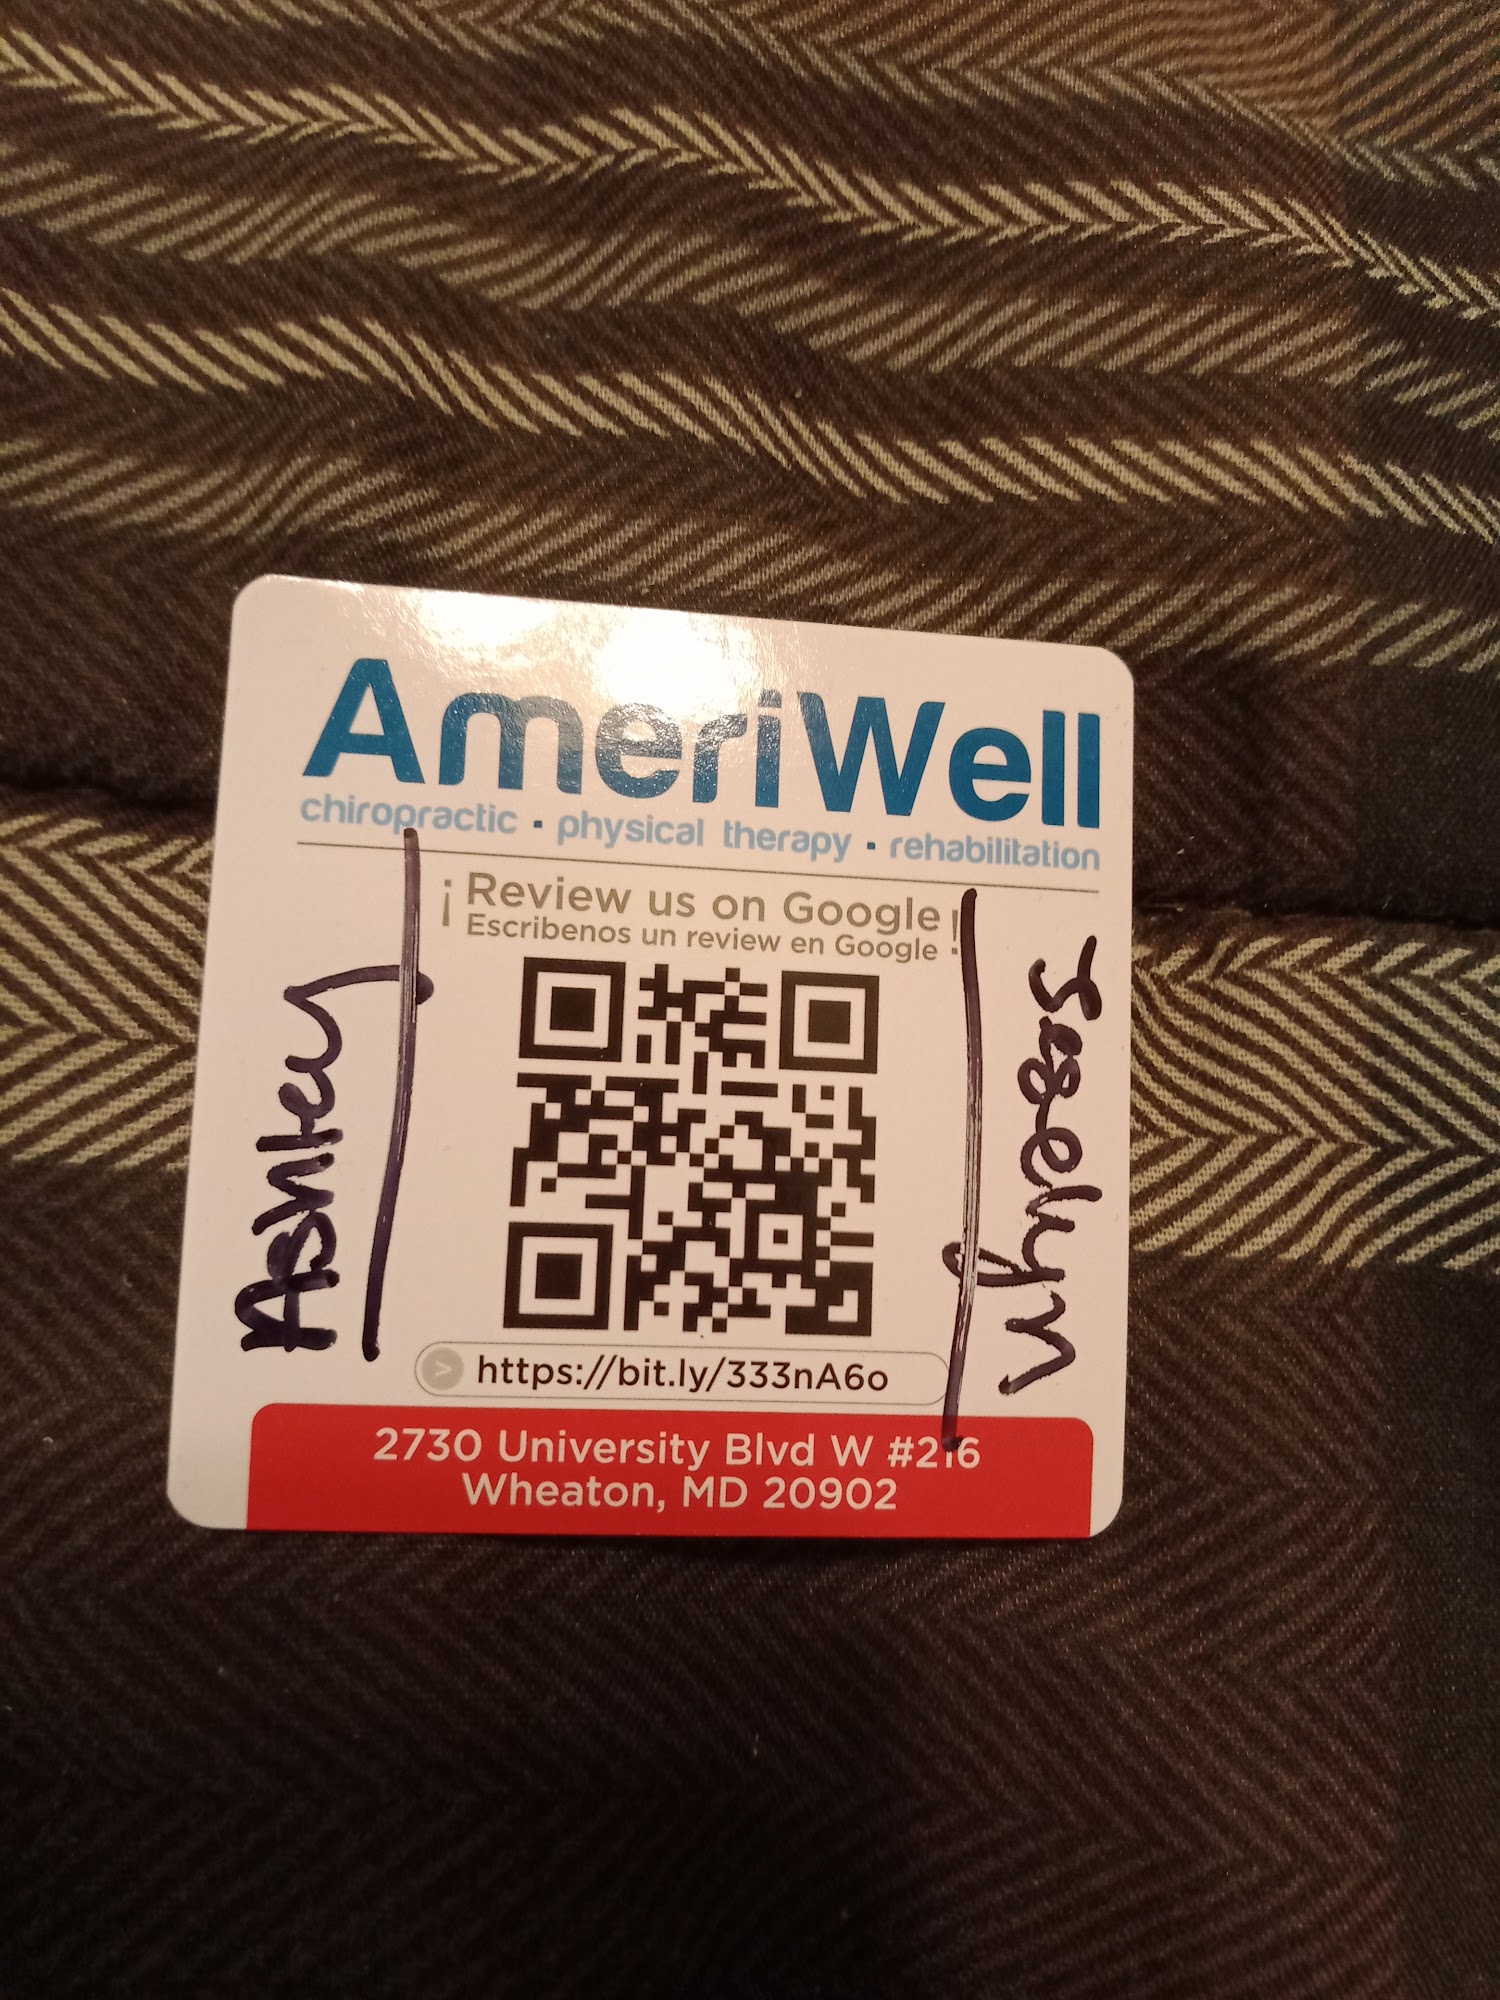 AmeriWell
chiropractic · physical therapy · rehabilitation
¡ Review us on Google !
Escribenos un review en Google
https://bit.ly/333nA6o
2730 University Blvd W #216
Wheaton, MD 20902
Ashley
Joselyn